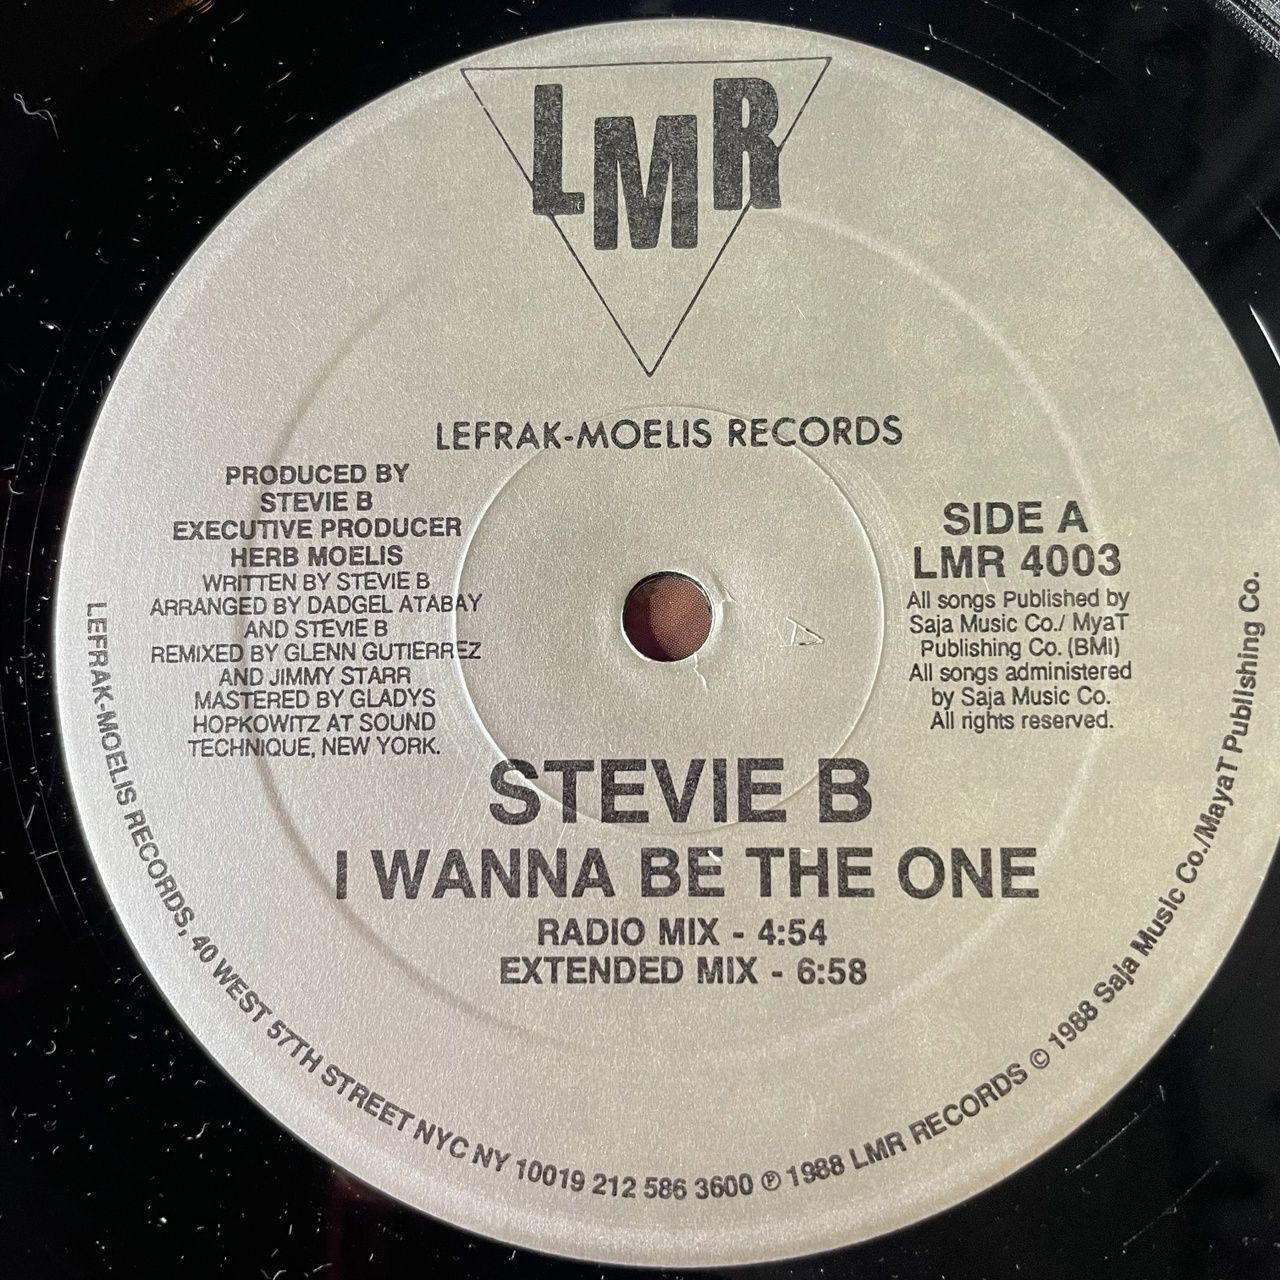 LMR
LEFRAK-MOELIS RECORDS
PRODUCED BY
STEVIE B
EXECUTIVE PRODUCER
HERB MOELIS
WRITTEN BY STEVIE B
ARRANGED BY DADGEL ATABAY
AND STEVIE B
REMIXED BY GLENN GUTIERREZ
AND JIMMY STARR
MASTERED BY GLADYS
HOPKOWITZ AT SOUND
TECHNIQUE, NEW YORK.
SIDE A
LMR 4003
All songs Published by
Saja Music Co./ MyaT
Publishing Co. (BMI)
All songs administered
by Saja Music Co.
All rights reserved.
STEVIE B
I WANNA BE THE ONE
RADIO MIX - 4:54
EXTENDED MIX - 6:58
LEFRAK-MOELIS RECORDS, 40 WEST 57TH STREET NYC NY 10019 212 586 3600 ℗ 1988 LMR RECORDS © 1988 Saja Music Co./MayaT Publishing Co.